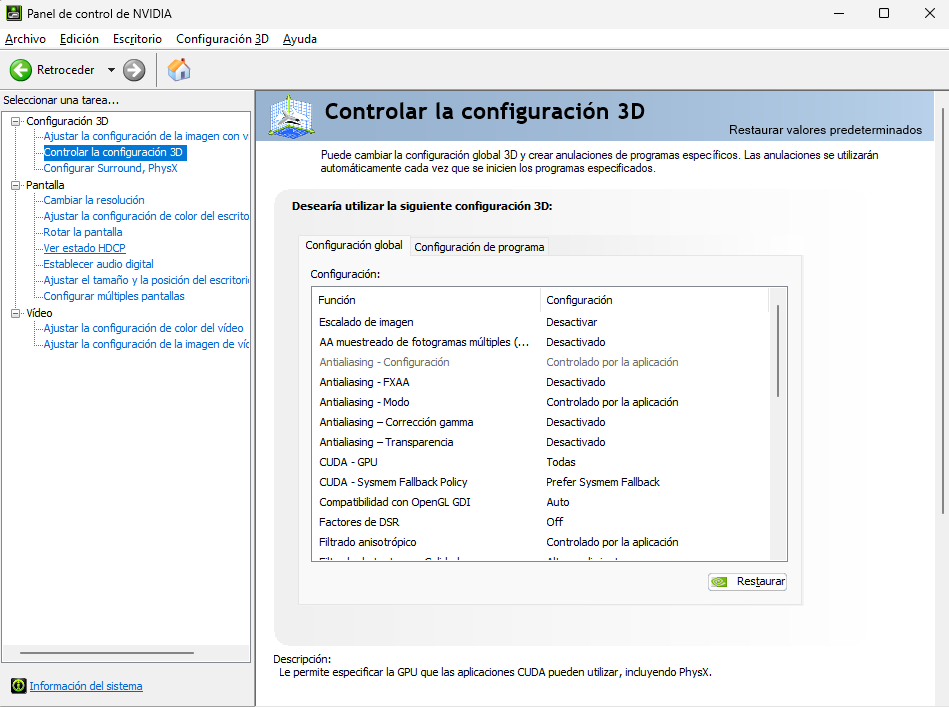 Panel de control de NVIDIA
Archivo Edición Escritorio Configuración 3D Ayuda
Retroceder
Seleccionar una tarea...
Configuración 3D
Ajustar la configuración de la imagen con v
Controlar la configuración 3D
Configurar Surround, PhysX
Pantalla
Cambiar la resolución
Ajustar la configuración de color del escrito
Rotar la pantalla
Ver estado HDCP
Establecer audio digital
Ajustar el tamaño y la posición del escritori
Configurar múltiples pantallas
Vídeo
Ajustar la configuración de color del vídeo
Ajustar la configuración de la imagen de víd
Información del sistema
Controlar la configuración 3D
Restaurar valores predeterminados
Puede cambiar la configuración global 3D y crear anulaciones de programas específicos. Las anulaciones se utilizarán
automáticamente cada vez que se inicien los programas especificados.
Desearía utilizar la siguiente configuración 3D:
Configuración global Configuración de programa
Configuración:
Función Configuración
Escalado de imagen Desactivar
AA muestreado de fotogramas múltiples (... Desactivado
Antialiasing - Configuración Controlado por la aplicación
Antialiasing - FXAA Desactivado
Antialiasing - Modo Controlado por la aplicación
Antialiasing – Corrección gamma Desactivado
Antialiasing – Transparencia Desactivado
CUDA - GPU Todas
CUDA - Sysmem Fallback Policy Prefer Sysmem Fallback
Compatibilidad con OpenGL GDI Auto
Factores de DSR Off
Filtrado anisotrópico Controlado por la aplicación
Restaurar
Descripción:
Le permite especificar la GPU que las aplicaciones CUDA pueden utilizar, incluyendo PhysX.